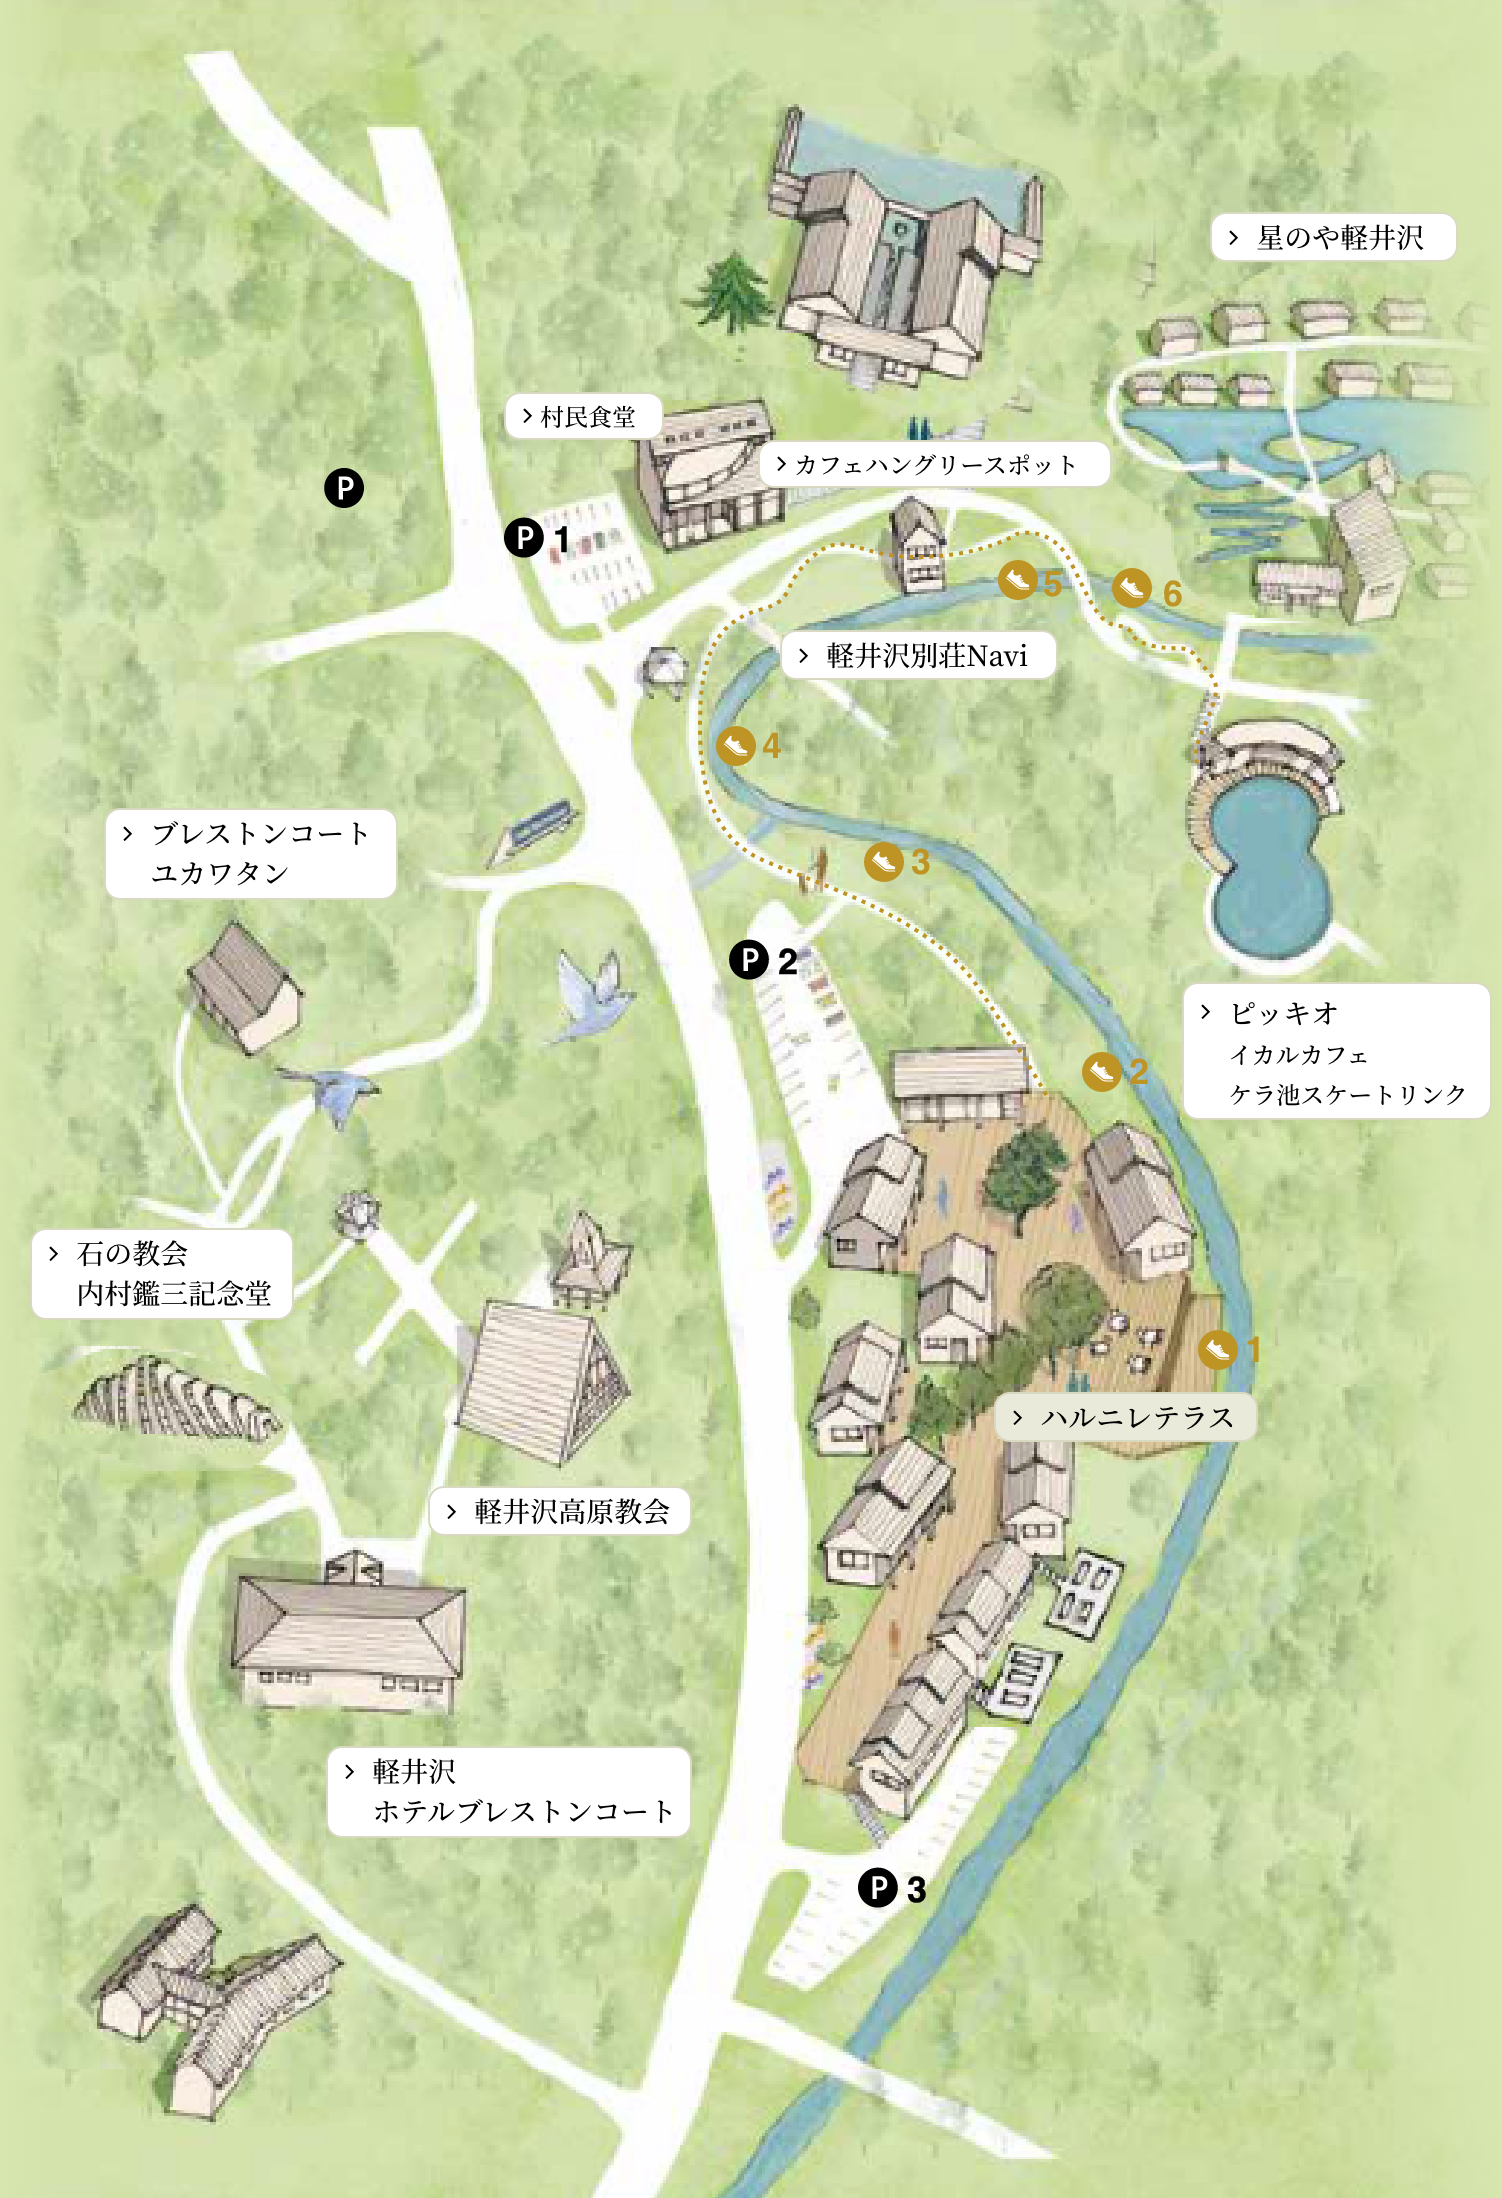 > 星のや軽井沢
> 村民食堂
> カフェハングリースポット
P
P 1
5
6
> 軽井沢別荘Navi
4
> ブレストンコート
ユカワタン
3
P 2
> ピッキオ
イカルカフェ
ケラ池スケートリンク
2
> 石の教会
内村鑑三記念堂
1
> ハルニレテラス
> 軽井沢高原教会
> 軽井沢
ホテルブレストンコート
P 3